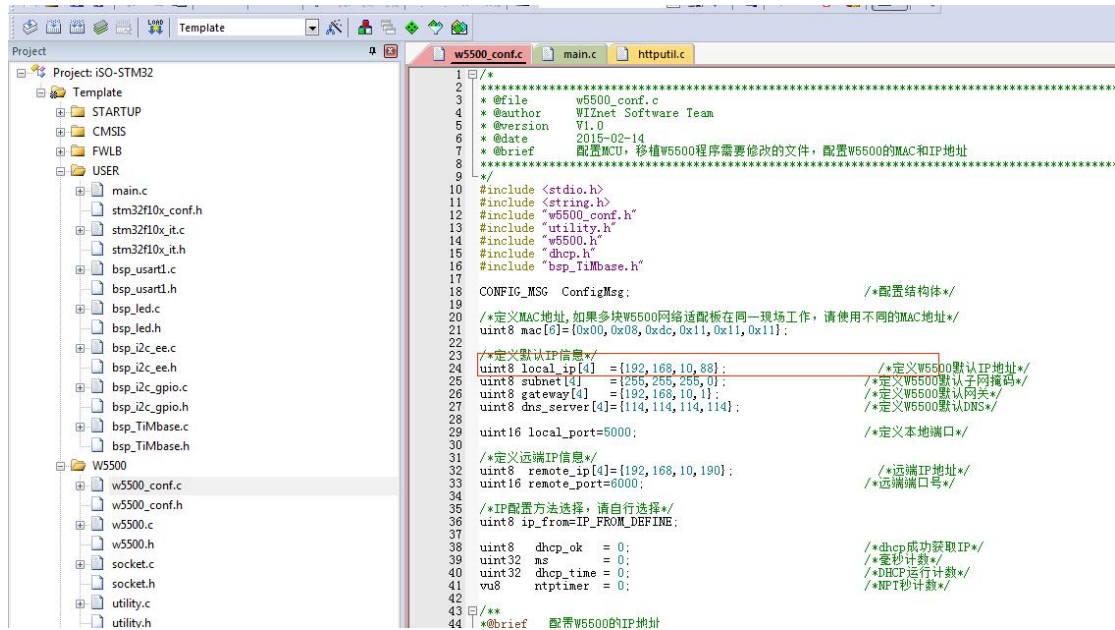 Template
Project
Project: iSO-STM32
Template
STARTUP
CMSIS
FWLB
USER
main.c
stm32f10x_conf.h
stm32f10x_it.c
stm32f10x_it.h
bsp_usart1.c
bsp_usart1.h
bsp_led.c
bsp_led.h
bsp_i2c_ee.c
bsp_i2c_ee.h
bsp_i2c_gpio.c
bsp_i2c_gpio.h
bsp_TiMbase.c
bsp_TiMbase.h
W5500
w5500_conf.c
w5500_conf.h
w5500.c
w5500.h
socket.c
socket.h
utility.c
utility.h
w5500_conf.c main.c httputil.c
1 /*
2 ****************************************************************************************************
3 * @file w5500_conf.c
4 * @author WIZnet Software Team
5 * @version V1.0
6 * @date 2015-02-14
7 * @brief 配置MCU，移植W5500程序需要修改的文件，配置W5500的MAC和IP地址
8 ****************************************************************************************************
9 */
10 #include <stdio.h>
11 #include <string.h>
12 #include "w5500_conf.h"
13 #include "utility.h"
14 #include "w5500.h"
15 #include "dhcp.h"
16 #include "bsp_TiMbase.h"
17
18 CONFIG_MSG ConfigMsg; /*配置结构体*/
19
20 /*定义MAC地址,如果多块W5500网络适配板在同一现场工作，请使用不同的MAC地址*/
21 uint8 mac[6]={0x00,0x08,0xdc,0x11,0x11,0x11};
22
23 /*定义默认IP信息*/
24 uint8 local_ip[4] ={192,168,10,88}; /*定义W5500默认IP地址*/
25 uint8 subnet[4] ={255,255,255,0}; /*定义W5500默认子网掩码*/
26 uint8 gateway[4] ={192,168,10,1}; /*定义W5500默认网关*/
27 uint8 dns_server[4]={114,114,114,114}; /*定义W5500默认DNS*/
28
29 uint16 local_port=5000; /*定义本地端口*/
30
31 /*定义远端IP信息*/
32 uint8 remote_ip[4]={192,168,10,190}; /*远端IP地址*/
33 uint16 remote_port=6000; /*远端端口号*/
34
35 /*IP配置方法选择，请自行选择*/
36 uint8 ip_from=IP_FROM_DEFINE;
37
38 uint8 dhcp_ok = 0; /*dhcp成功获取IP*/
39 uint32 ms = 0; /*毫秒计数*/
40 uint32 dhcp_time = 0; /*DHCP运行计数*/
41 vu8 ntptimer = 0; /*NPT秒计数*/
42
43 /**
44 *@brief 配置W5500的IP地址